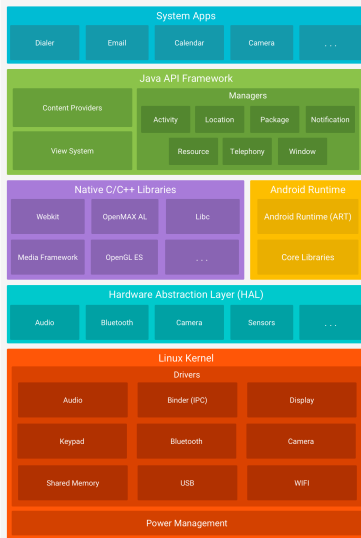 System Apps
Dialer
Email
Calendar
Camera
. . .
Java API Framework
Content Providers
View System
Managers
Activity
Location
Package
Notification
Resource
Telephony
Window
Native C/C++ Libraries
Webkit
OpenMAX AL
Libc
Media Framework
OpenGL ES
. . .
Android Runtime
Android Runtime (ART)
Core Libraries
Hardware Abstraction Layer (HAL)
Audio
Bluetooth
Camera
Sensors
. . .
Linux Kernel
Drivers
Audio
Binder (IPC)
Display
Keypad
Bluetooth
Camera
Shared Memory
USB
WIFI
Power Management